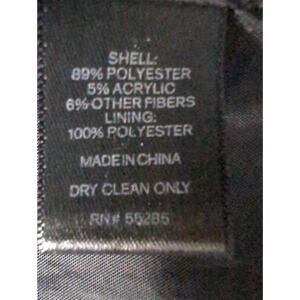 SHELL:
89% POLYESTER
5% ACRYLIC
6% OTHER FIBERS
LINING:
100% POLYESTER
MADE IN CHINA
DRY CLEAN ONLY
RN# 55285